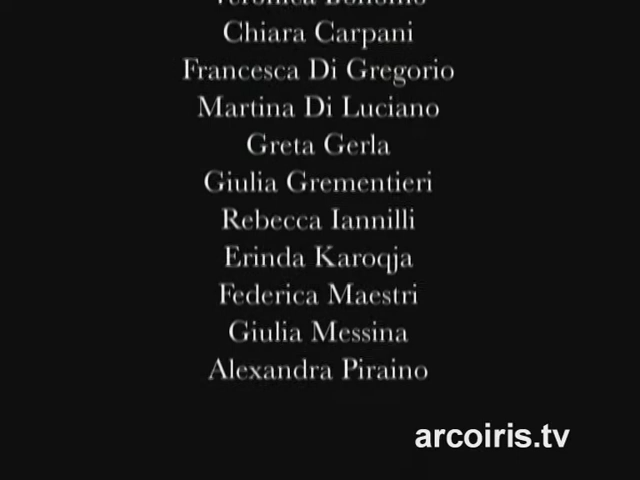 Chiara Carpani
Francesca Di Gregorio
Martina Di Luciano
Greta Gerla
Giulia Grementieri
Rebecca Iannilli
Erinda Karoqja
Federica Maestri
Giulia Messina
Alexandra Piraino
arcoiris.tv